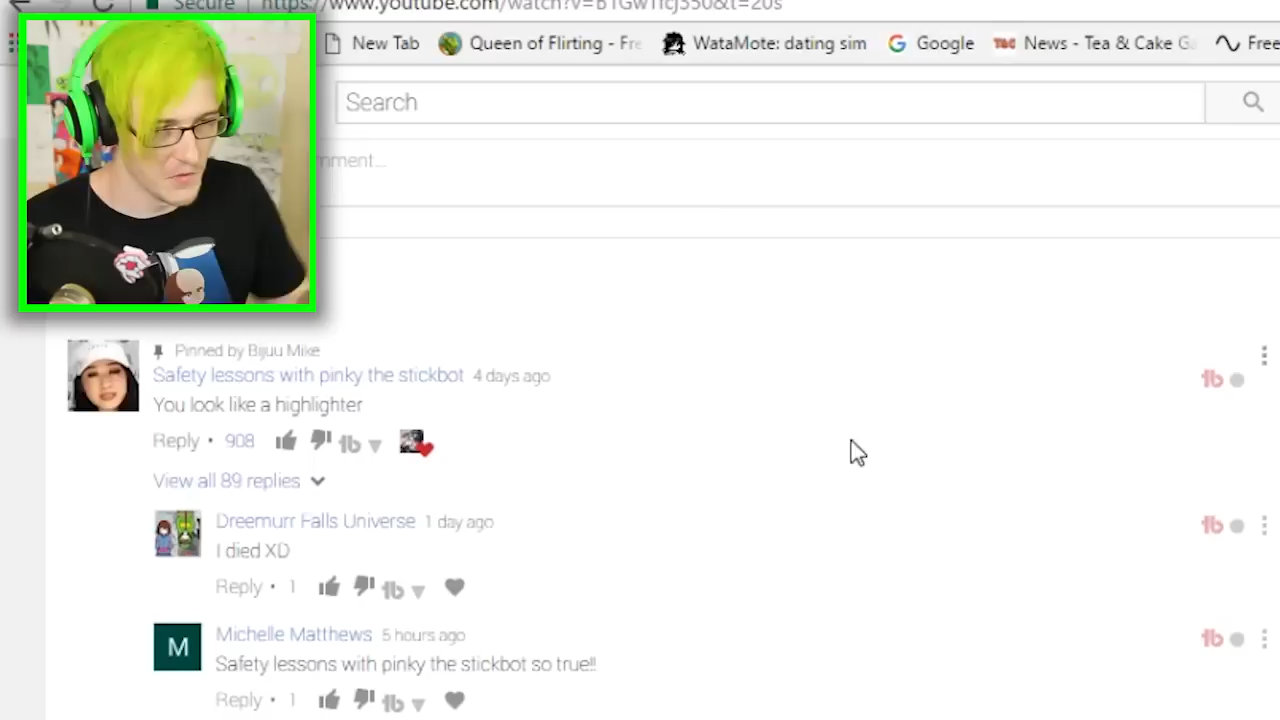 Secure https://www.youtube.com/watch?v=
New Tab Queen of Flirting - Fre WataMote: dating sim Google TAC News - Tea & Cake Ga Free
Search
mment...
Pinned by Bijuu Mike
Safety lessons with pinky the stickbot 4 days ago
You look like a highlighter
Reply • 908
View all 89 replies
Dreemurr Falls Universe 1 day ago
I died XD
Reply • 1
M Michelle Matthews 5 hours ago
Safety lessons with pinky the stickbot so true!!
Reply • 1